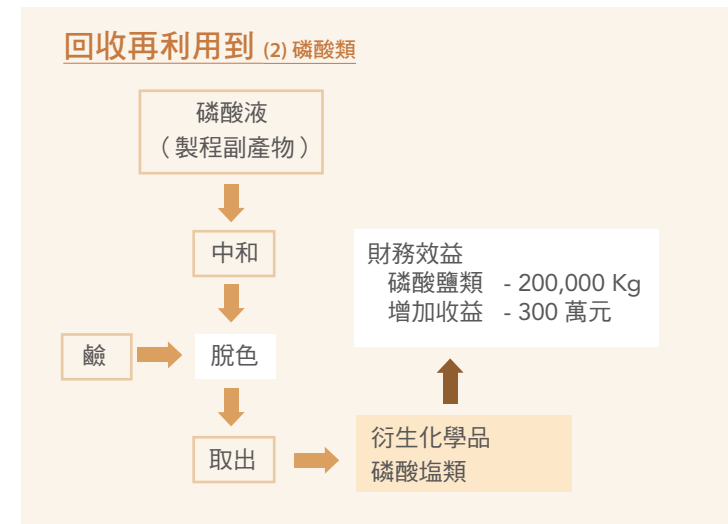 回收再利用到 (2) 磷酸類
磷酸液
（製程副產物）
中和
鹼
脫色
取出
衍生化學品
磷酸塩類
財務效益
磷酸鹽類 - 200,000 Kg
增加收益 - 300 萬元